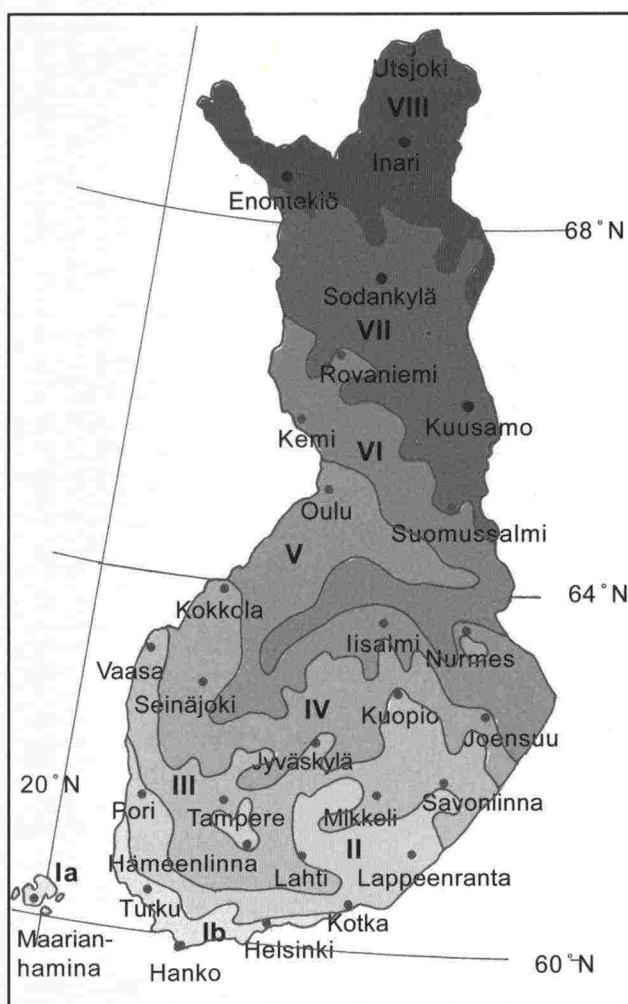 Utsjoki
VIII
Inari
Enontekiö
68°N
Sodankylä
VII
Rovaniemi
Kemi
Kuusamo
VI
Oulu
Suomussalmi
V
Kokkola
64°N
Iisalmi
Nurmes
Vaasa
Seinäjoki
IV
Kuopio
Joensuu
Jyväskylä
20°N
III
Pori
Tampere
Mikkeli
Savonlinna
Hämeenlinna
II
Lahti
Lappeenranta
Ia
Turku
Kotka
Ib
Helsinki
Maarian-
hamina
Hanko
60°N